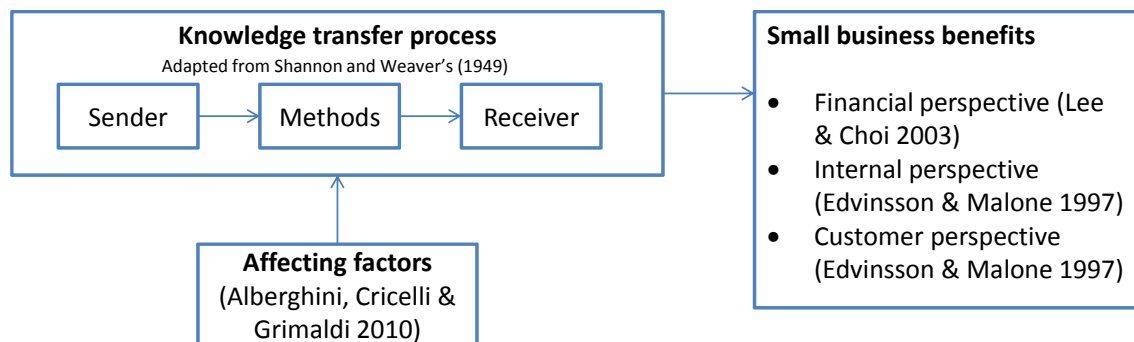 Knowledge transfer process
Adapted from Shannon and Weaver's (1949)
Sender
Methods
Receiver
Affecting factors
(Alberghini, Cricelli &
Grimaldi 2010)
Small business benefits
• Financial perspective (Lee
& Choi 2003)
• Internal perspective
(Edvinsson & Malone 1997)
• Customer perspective
(Edvinsson & Malone 1997)